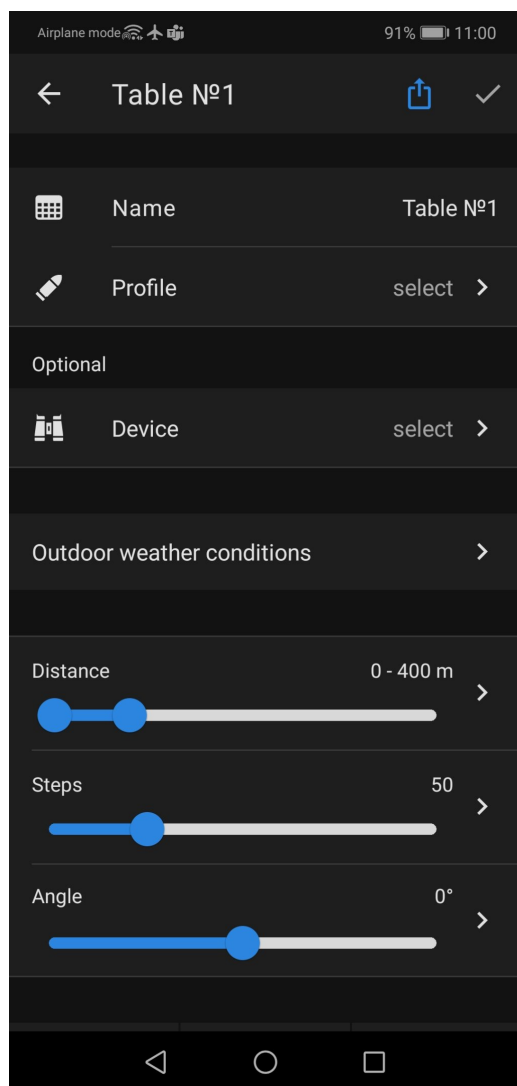 Airplane mode 91% 11:00
Table №1
Name Table №1
Profile select
Optional
Device select
Outdoor weather conditions
Distance 0 - 400 m
Steps 50
Angle 0°